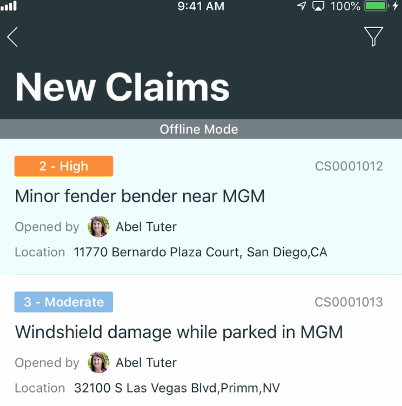 9:41 AM 100%
New Claims
Offline Mode
2 - High CS0001012
Minor fender bender near MGM
Opened by Abel Tuter
Location 11770 Bernardo Plaza Court, San Diego,CA
3 - Moderate CS0001013
Windshield damage while parked in MGM
Opened by Abel Tuter
Location 32100 S Las Vegas Blvd,Primm,NV